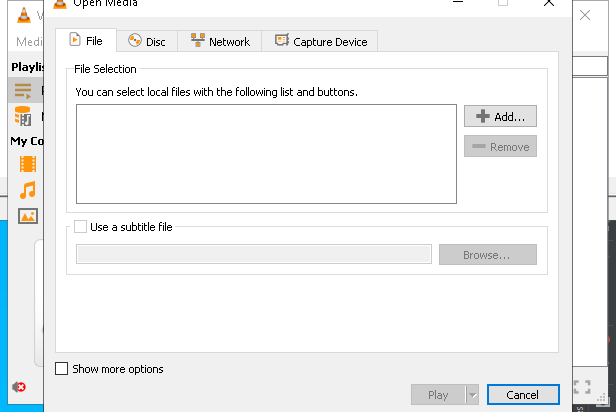 Open Media
Medi
File Disc Network Capture Device
Playlis
File Selection
You can select local files with the following list and buttons.
Add...
Remove
My Co
Use a subtitle file
Browse...
Show more options
Play Cancel